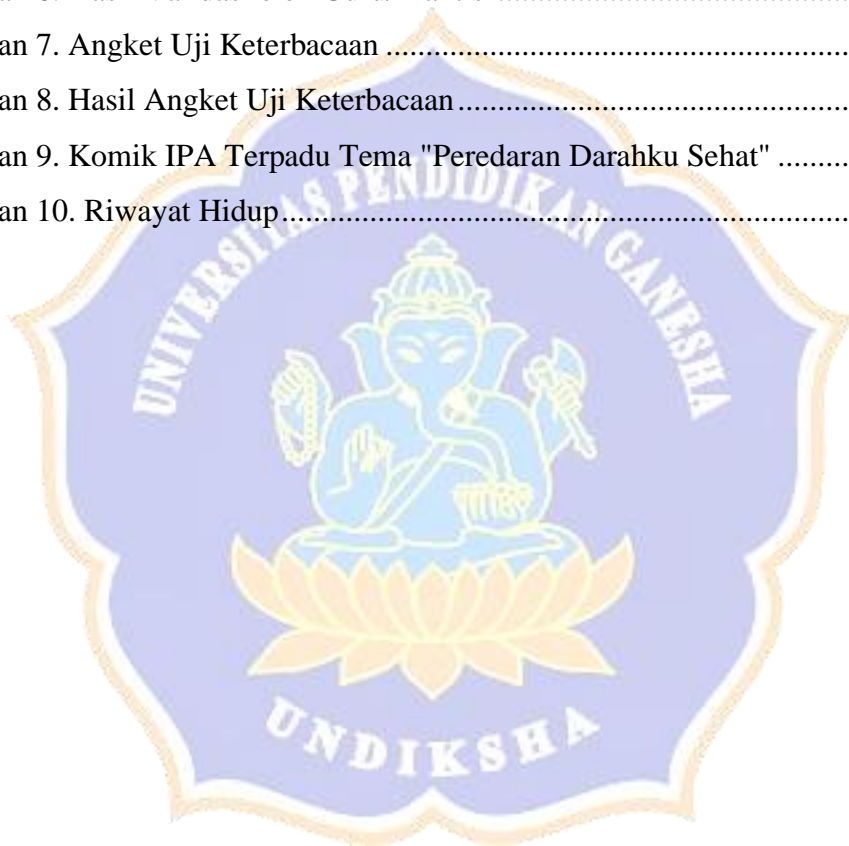 an 7. Angket Uji Keterbacaan ..........................................................
an 8. Hasil Angket Uji Keterbacaan..................................................
an 9. Komik IPA Terpadu Tema "Peredaran Darahku Sehat" .........
an 10. Riwayat Hidup........................................................................
UNIVERSITAS PENDIDIKAN GANESHA
UNDIKSHA